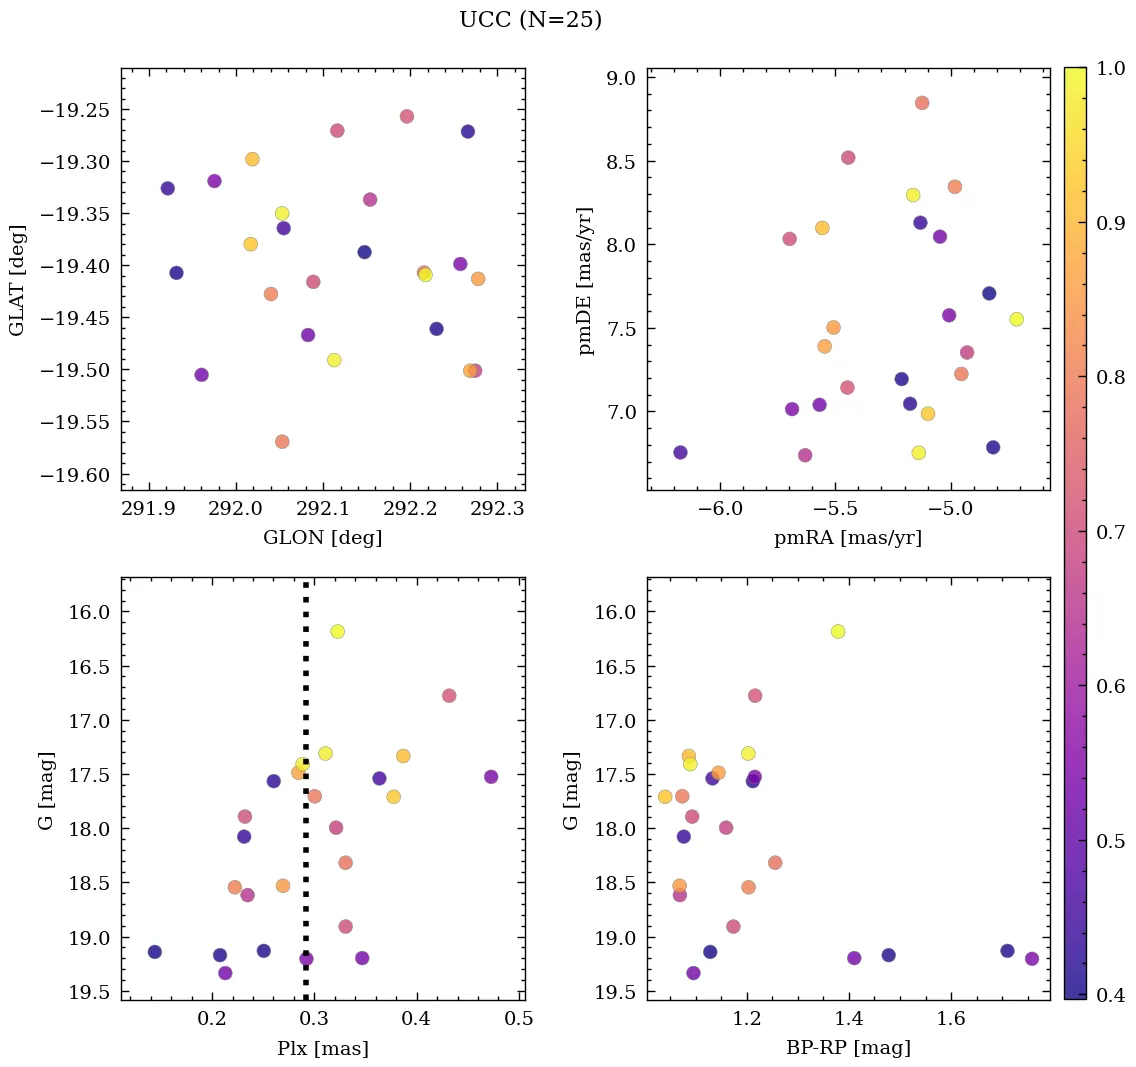 UCC (N=25)
−19.25
−19.30
−19.35
−19.40
−19.45
−19.50
−19.55
−19.60
GLAT [deg]
291.9 292.0 292.1 292.2 292.3
GLON [deg]
9.0
8.5
8.0
7.5
7.0
pmDE [mas/yr]
−6.0 −5.5 −5.0
pmRA [mas/yr]
16.0
16.5
17.0
17.5
18.0
18.5
19.0
19.5
G [mag]
0.2 0.3 0.4 0.5
Plx [mas]
16.0
16.5
17.0
17.5
18.0
18.5
19.0
19.5
G [mag]
1.2 1.4 1.6
BP-RP [mag]
1.0
0.9
0.8
0.7
0.6
0.5
0.4